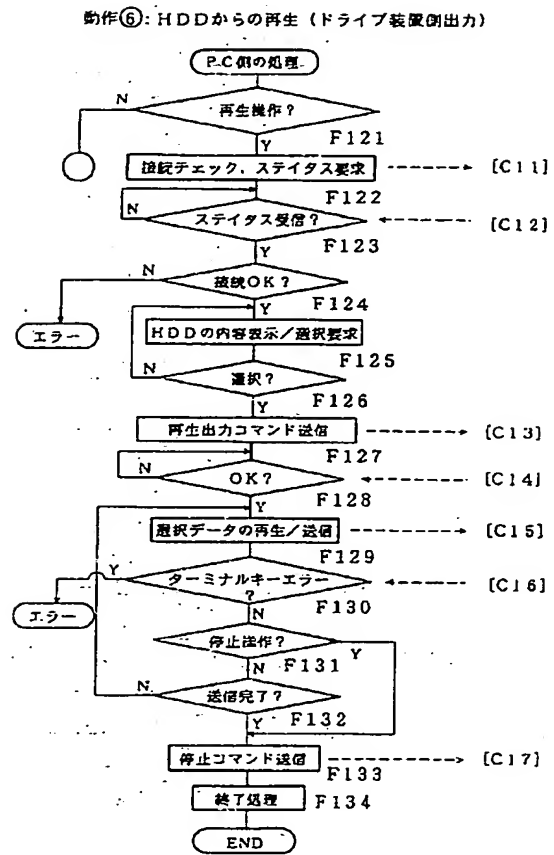 動作⑥: HDDからの再生 (ドライブ装置側出力)
PC側の処理
N
再生操作?
F121
Y
接続チェック、ステイタス要求
[C11]
F122
N
ステイタス受信?
[C12]
F123
Y
N
接続OK?
F124
エラー
Y
HDDの内容表示/選択要求
F125
N
選択?
F126
Y
再生出力コマンド送信
[C13]
F127
N
OK?
[C14]
F128
Y
選択データの再生/送信
[C15]
F129
Y
ターミナルキーエラー
?
[C16]
F130
エラー
N
停止操作?
Y
F131
N
N
送信完了?
F132
Y
停止コマンド送信
[C17]
F133
終了処理
F134
END